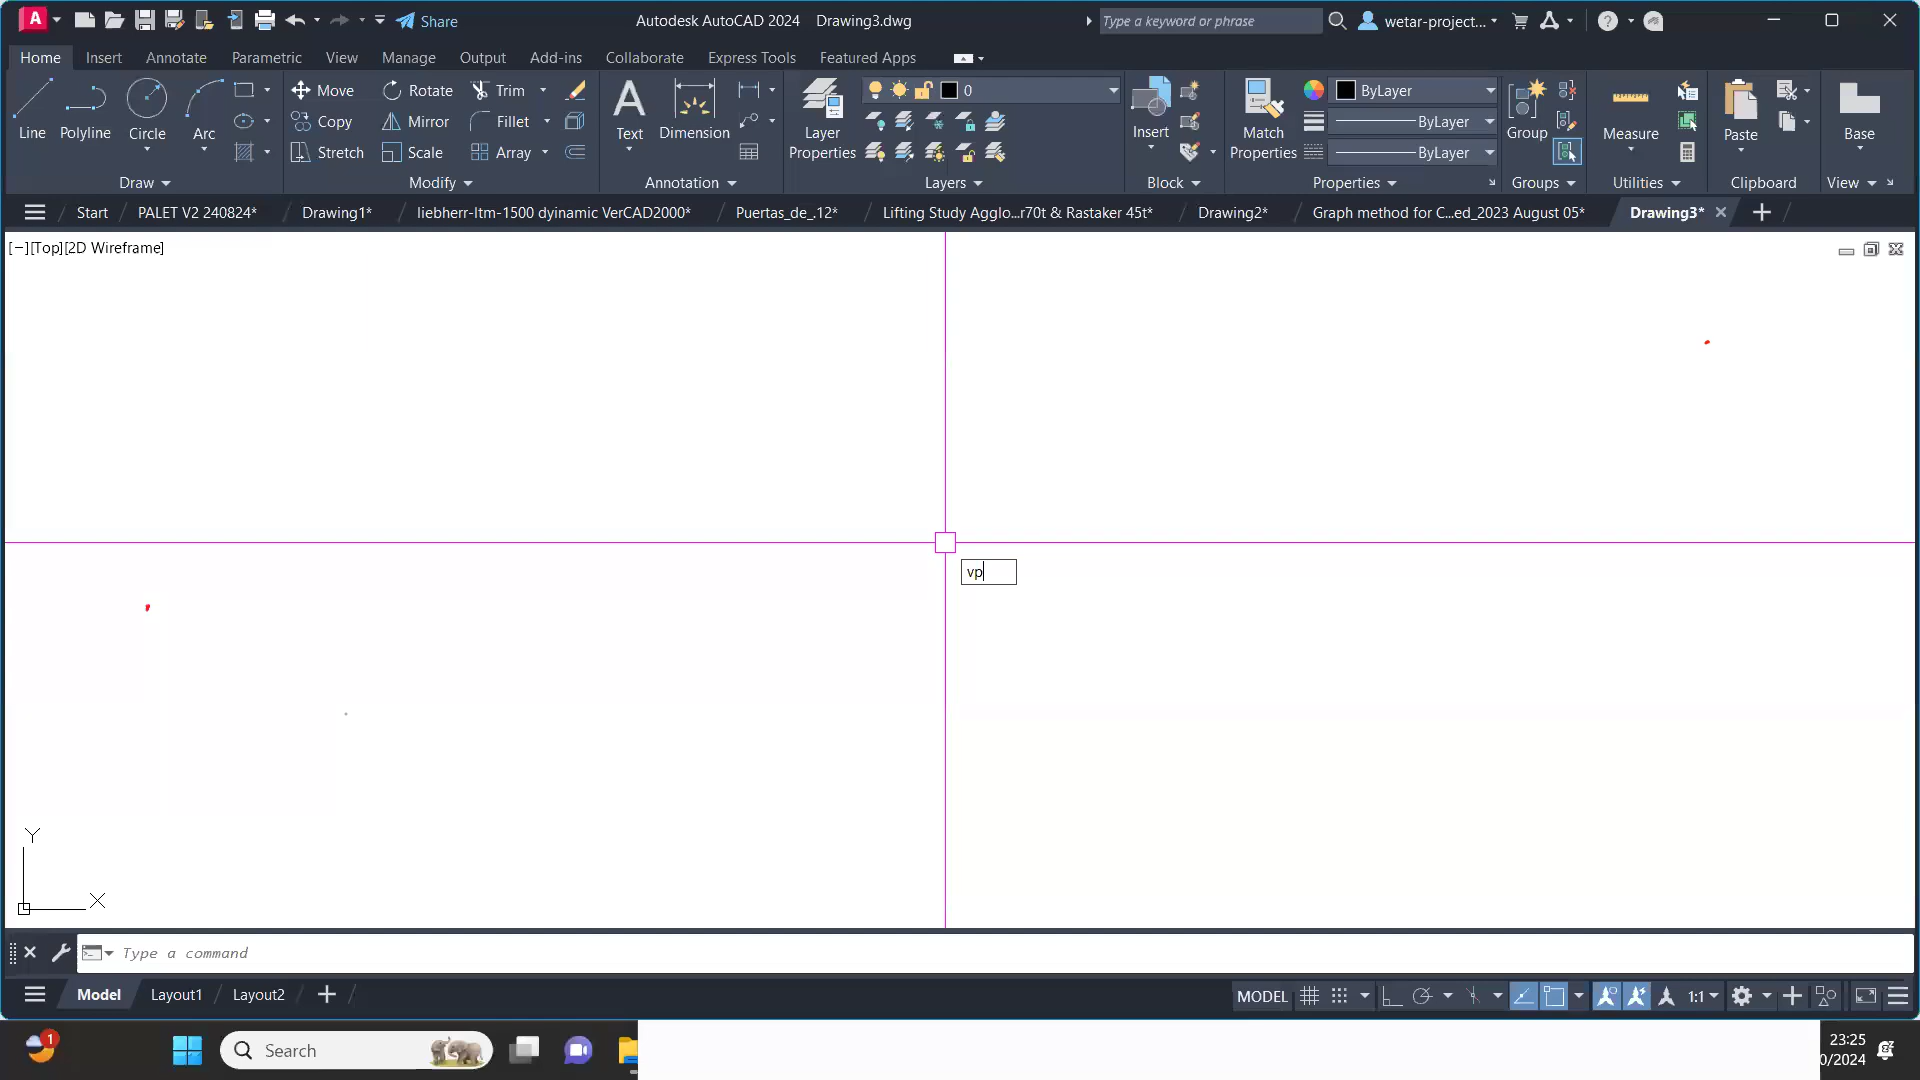 A Share Autodesk AutoCAD 2024 Drawing3.dwg Type a keyword or phrase wetar-project...
Home Insert Annotate Parametric View Manage Output Add-ins Collaborate Express Tools Featured Apps
Line Polyline Circle Arc
Move Rotate Trim
Copy Mirror Fillet
Stretch Scale Array
Text Dimension
Layer Properties
0
Insert
Match Properties
ByLayer
ByLayer
ByLayer
Group
Measure
Paste
Base
Draw Modify Annotation Layers Block Properties Groups Utilities Clipboard View
Start PALET V2 240824* Drawing1* liebherr-ltm-1500 dyinamic VerCAD2000* Puertas_de_.12* Lifting Study Agglo...r70t & Rastaker 45t* Drawing2* Graph method for C...ed_2023 August 05* Drawing3*
[−][Top][2D Wireframe]
vp
Y
X
Type a command
Model Layout1 Layout2 MODEL 1:1
1 Search 23:25
0/2024